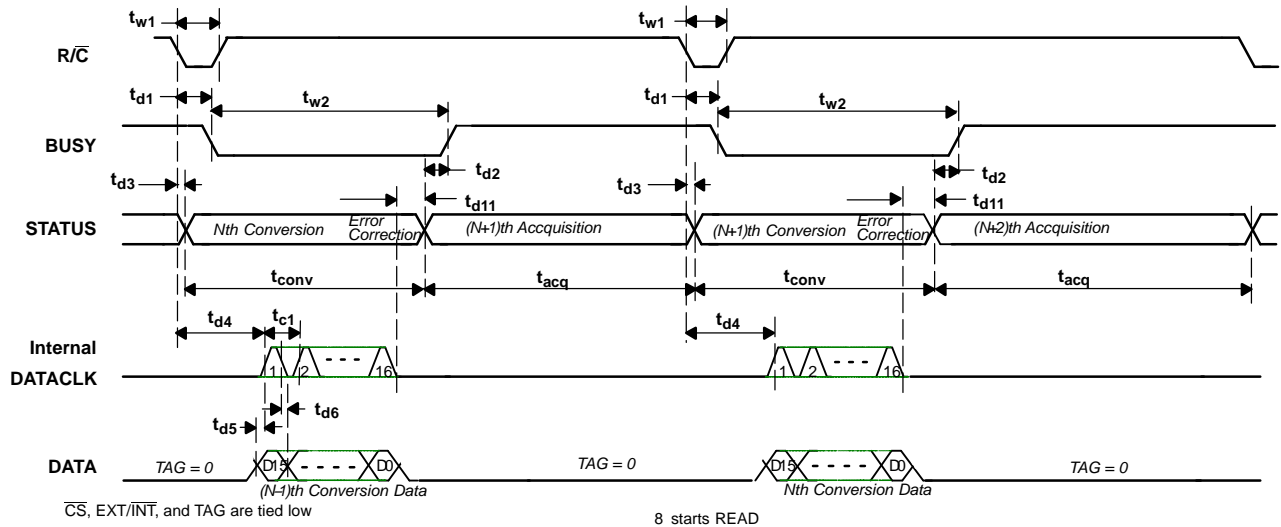 tw1 tw1
R/C̅
td1 tw2 td1 tw2
BUSY
td2 td2
td3 td3
td11 td11
STATUS Nth Conversion Error Correction (N+1)th Accquisition (N+1)th Conversion Error Correction (N+2)th Accquisition
tconv tacq tconv tacq
td4 tc1 td4
Internal
DATACLK 1 2 16 1 2 16
td6
td5
DATA TAG = 0 D15 D0 TAG = 0 D15 D0 TAG = 0
(N-1)th Conversion Data Nth Conversion Data
C̅S̅, EXT/I̅N̅T̅, and TAG are tied low
8 starts READ